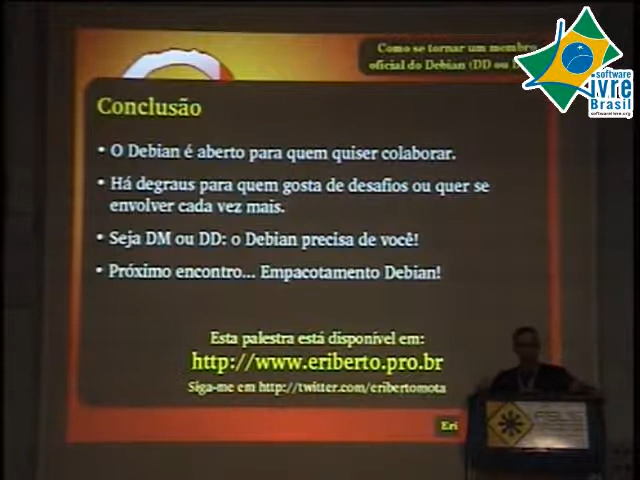 Como se tornar um membro
oficial do Debian (DD ou
software
livre
Brasil
softwarelivre.org
Conclusão
• O Debian é aberto para quem quiser colaborar.
• Há degraus para quem gosta de desafios ou quer se
envolver cada vez mais.
• Seja DM ou DD: o Debian precisa de você!
• Próximo encontro... Empacotamento Debian!
Esta palestra está disponível em:
http://www.eriberto.pro.br
Siga-me em http://twitter.com/eribertomota
Eri